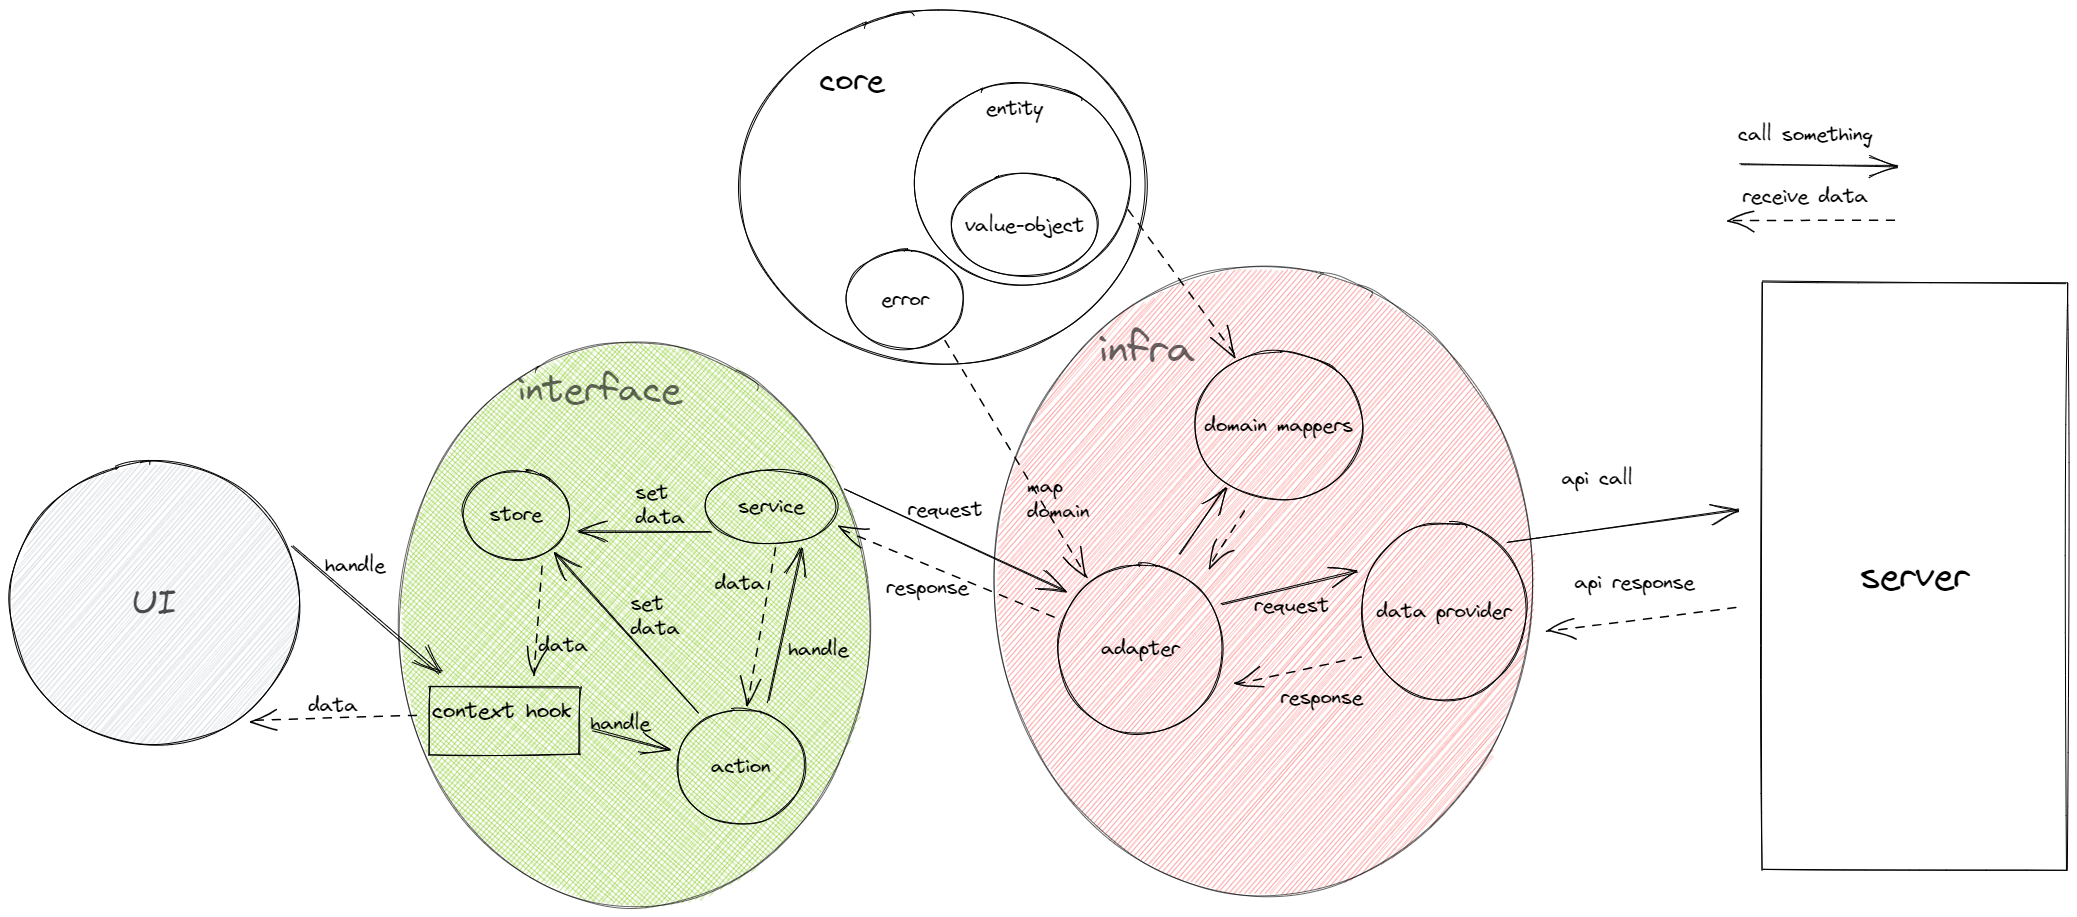 core
entity
value-object
error
call something
receive data
infra
domain mappers
interface
store
set
data
service
request
map
domain
api call
UI
handle
data
set
data
data
handle
response
adapter
request
data provider
api response
server
response
data
context hook
handle
action